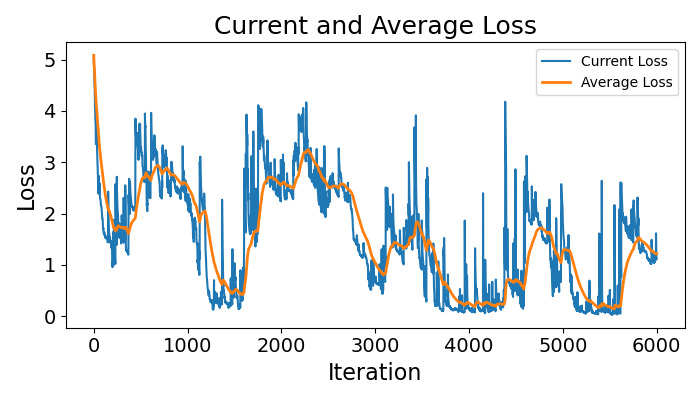 Current and Average Loss
Current Loss
Average Loss
Loss
5
4
3
2
1
0
0 1000 2000 3000 4000 5000 6000
Iteration